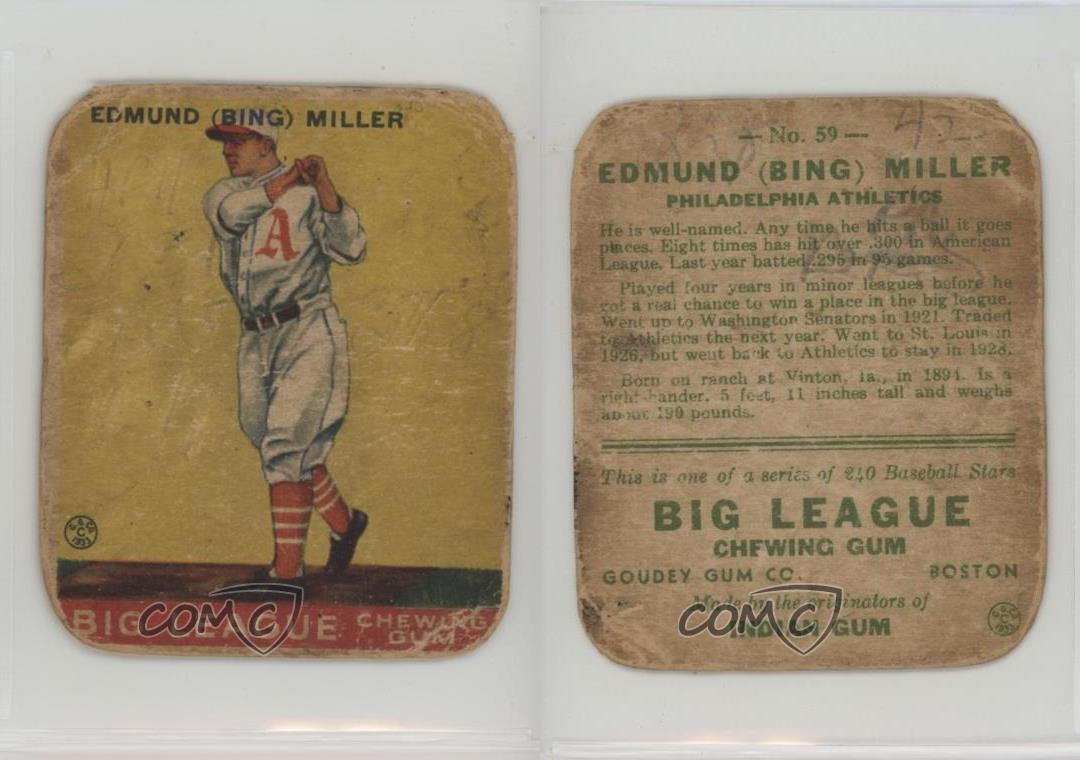 EDMUND (BING) MILLER
A
G. G. Co.
C
1933
BIG LEAGUE CHEWING GUM
COMC
— No. 59 —
42
EDMUND (BING) MILLER
PHILADELPHIA ATHLETICS
He is well-named. Any time he hits a ball it goes
places. Eight times has hit over .300 in American
League. Last year batted .295 in 95 games.
Played four years in minor leagues before he
got a real chance to win a place in the big league.
Went up to Washington Senators in 1921. Traded
to Athletics the next year. Went to St. Louis in
1926, but went back to Athletics to stay in 1928.
Born on ranch at Vinton, Ia., in 1894. Is a
right-hander, 5 feet, 11 inches tall and weighs
about 190 pounds.
This is one of a series of 240 Baseball Stars
BIG LEAGUE
CHEWING GUM
GOUDEY GUM CO. BOSTON
Made by the originators of
INDIAN GUM
COMC